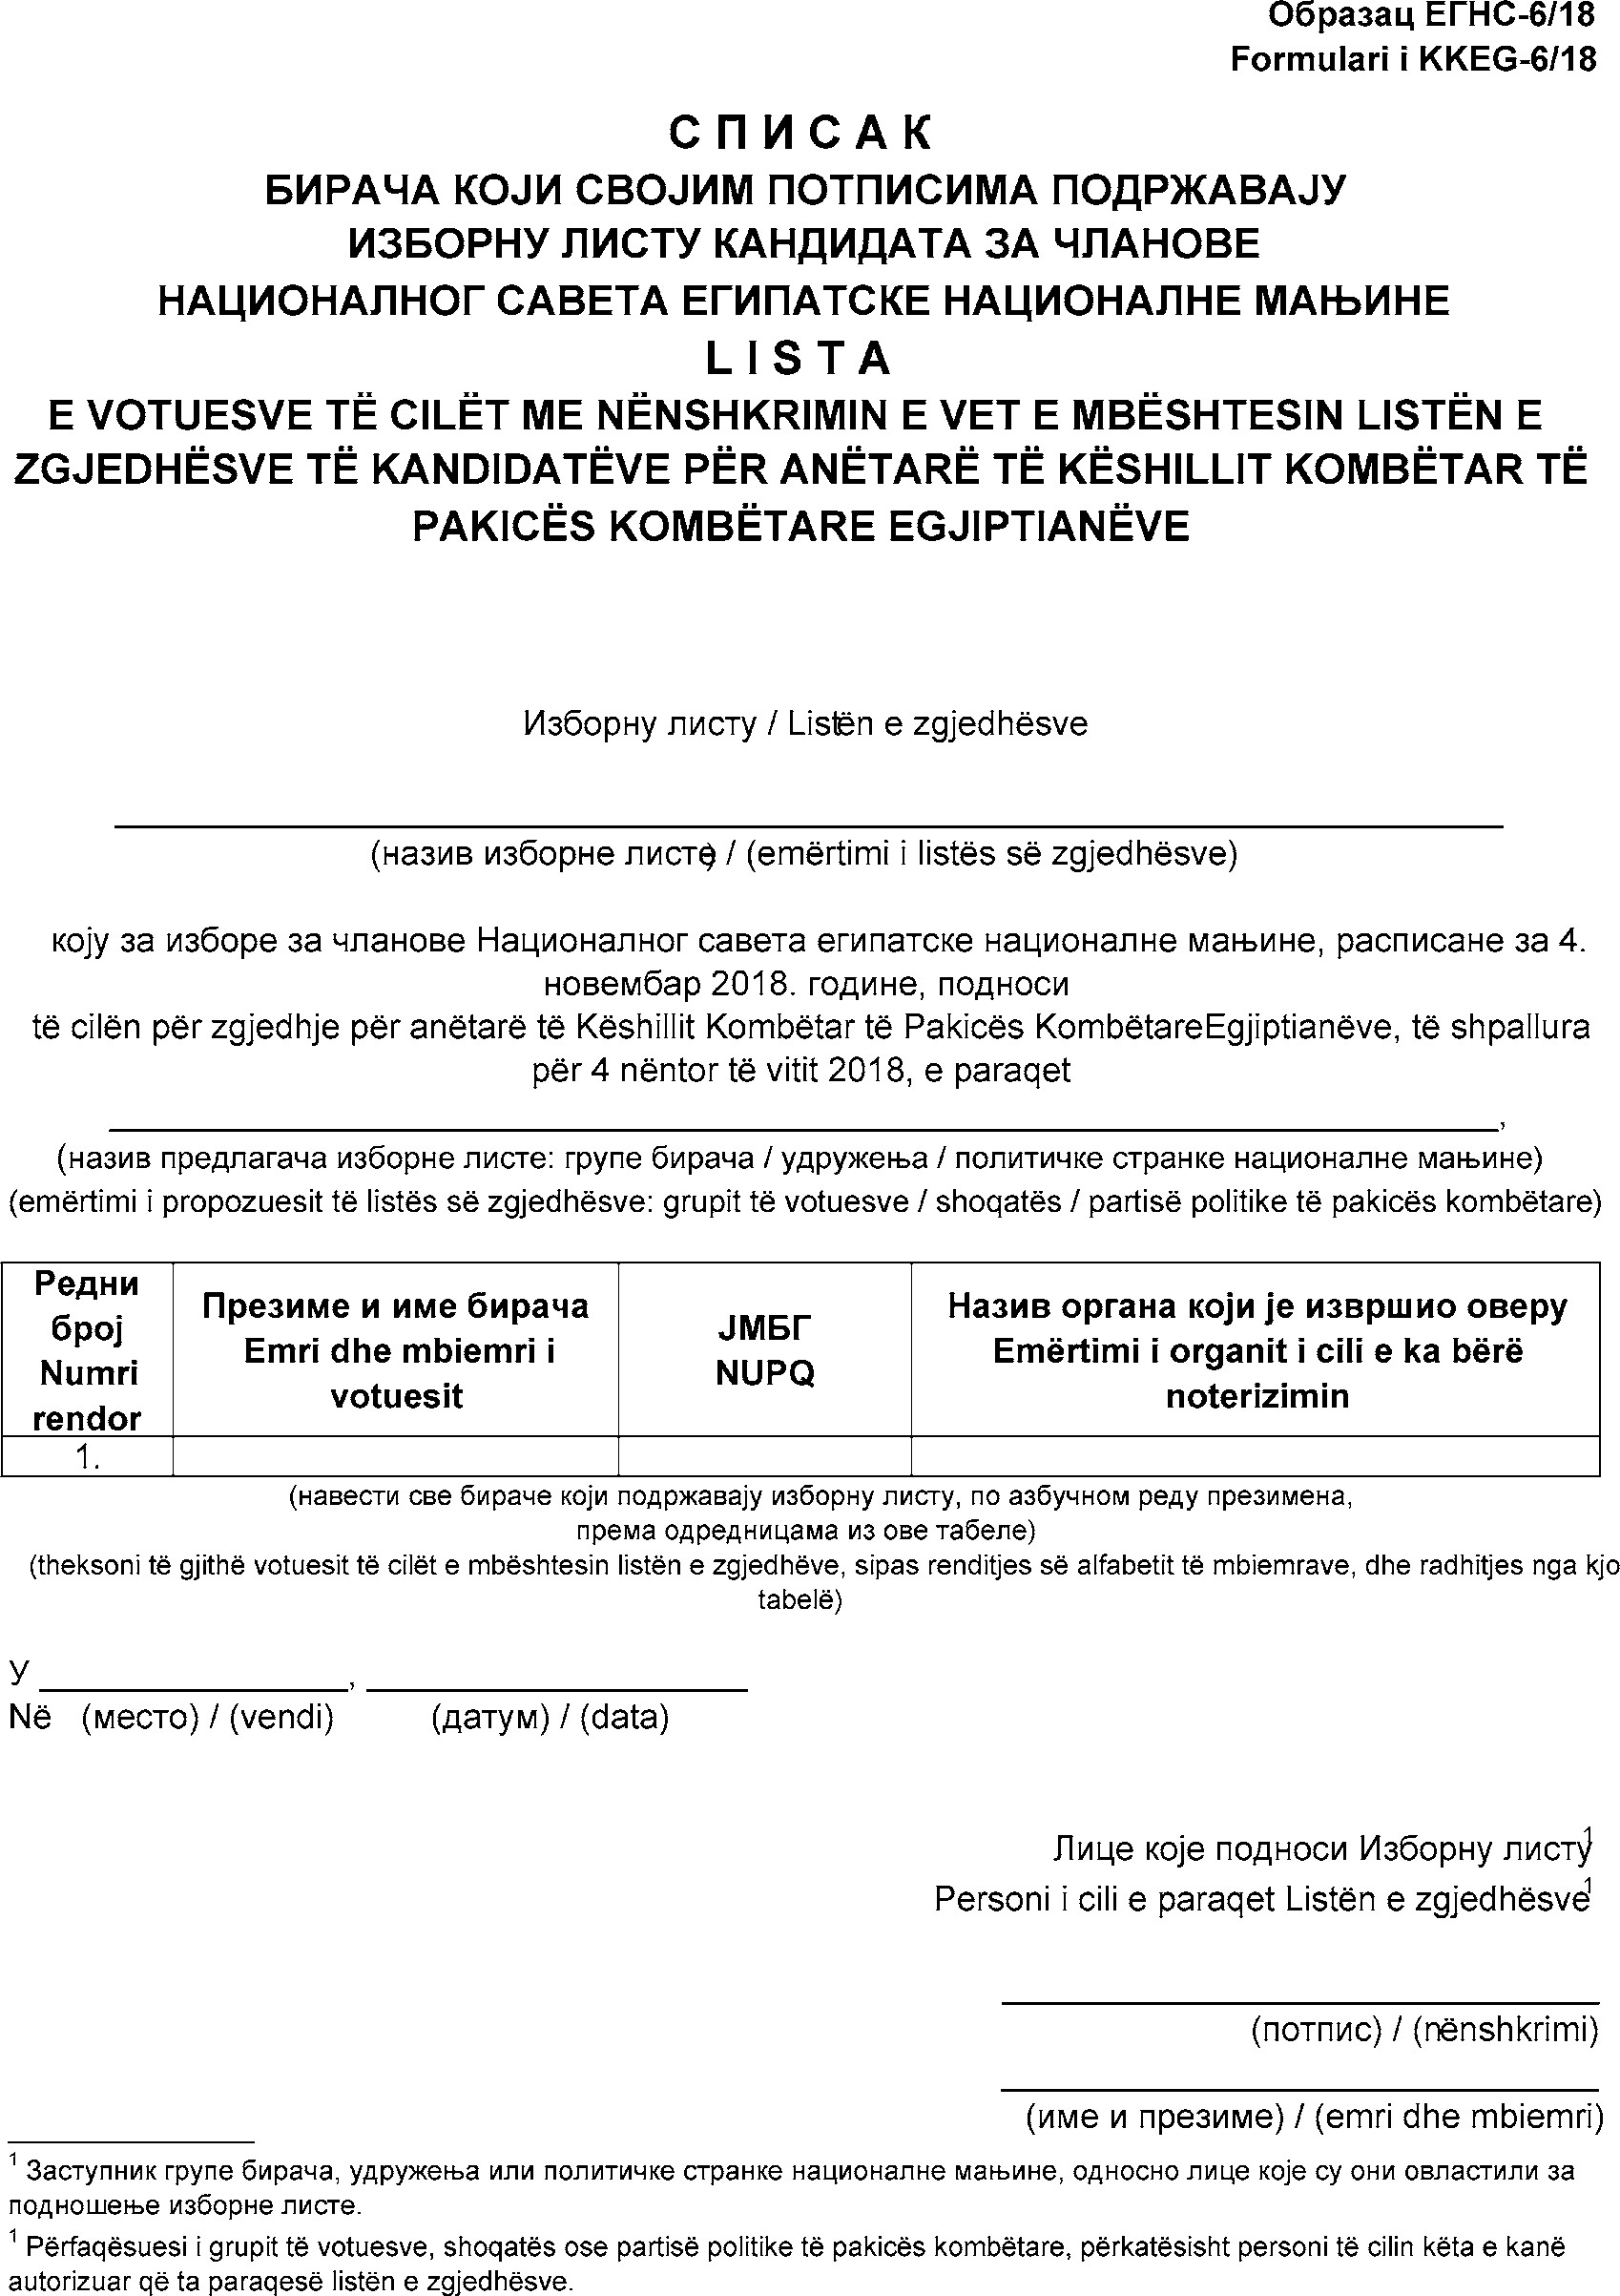 Образац ЕГНС-6/18
Formulari i KKEG-6/18
С П И С А К
БИРАЧА КОЈИ СВОЈИМ ПОТПИСИМА ПОДРЖАВАЈУ
ИЗБОРНУ ЛИСТУ КАНДИДАТА ЗА ЧЛАНОВЕ
НАЦИОНАЛНОГ САВЕТА ЕГИПАТСКЕ НАЦИОНАЛНЕ МАЊИНЕ
L I S T A
E VOTUESVE TË CILËT ME NËNSHKRIMIN E VET E MBËSHTESIN LISTËN E
ZGJEDHËSVE TË KANDIDATËVE PËR ANËTARË TË KËSHILLIT KOMBËTAR TË
PAKICËS KOMBËTARE EGJIPTIANËVE
Изборну листу / Listën e zgjedhësve
(назив изборне листе) / (emërtimi i listës së zgjedhësve)
коју за изборе за чланове Националног савета египатске националне мањине, расписане за 4.
новембар 2018. године, подноси
të cilën për zgjedhje për anëtarë të Këshillit Kombëtar të Pakicës KombëtareEgjiptianëve, të shpallura
për 4 nëntor të vitit 2018, e paraqet
,
(назив предлагача изборне листе: групе бирача / удружења / политичке странке националне мањине)
(emërtimi i propozuesit të listës së zgjedhësve: grupit të votuesve / shoqatës / partisë politike të pakicës kombëtare)
Редни
број
Numri
rendor
Презиме и име бирача
Emri dhe mbiemri i
votuesit
ЈМБГ
NUPQ
Назив органа који је извршио оверу
Emërtimi i organit i cili e ka bërë
noterizimin
1.
(навести све бираче који подржавају изборну листу, по азбучном реду презимена,
према одредницама из ове табеле)
(theksoni të gjithë votuesit të cilët e mbështesin listën e zgjedhëve, sipas renditjes së alfabetit të mbiemrave, dhe radhitjes nga kjo
tabelë)
У ,
Në (место) / (vendi) (датум) / (data)
Лице које подноси Изборну листу1
Personi i cili e paraqet Listën e zgjedhësve1
(потпис) / (nënshkrimi)
(име и презиме) / (emri dhe mbiemri)
1 Заступник групе бирача, удружења или политичке странке националне мањине, односно лице које су они овластили за
подношење изборне листе.
1 Përfaqësuesi i grupit të votuesve, shoqatës ose partisë politike të pakicës kombëtare, përkatësisht personi të cilin këta e kanë
autorizuar që ta paraqesë listën e zgjedhësve.